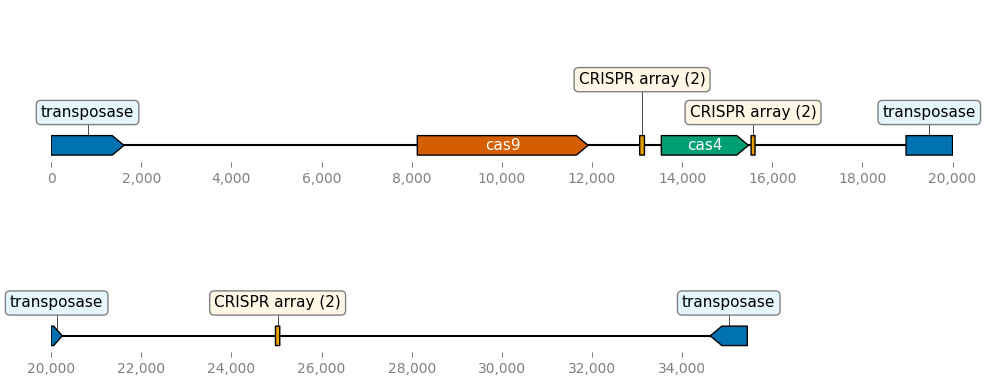 CRISPR array (2)
transposase CRISPR array (2) transposase
cas9 cas4
0 2,000 4,000 6,000 8,000 10,000 12,000 14,000 16,000 18,000 20,000
transposase CRISPR array (2) transposase
20,000 22,000 24,000 26,000 28,000 30,000 32,000 34,000